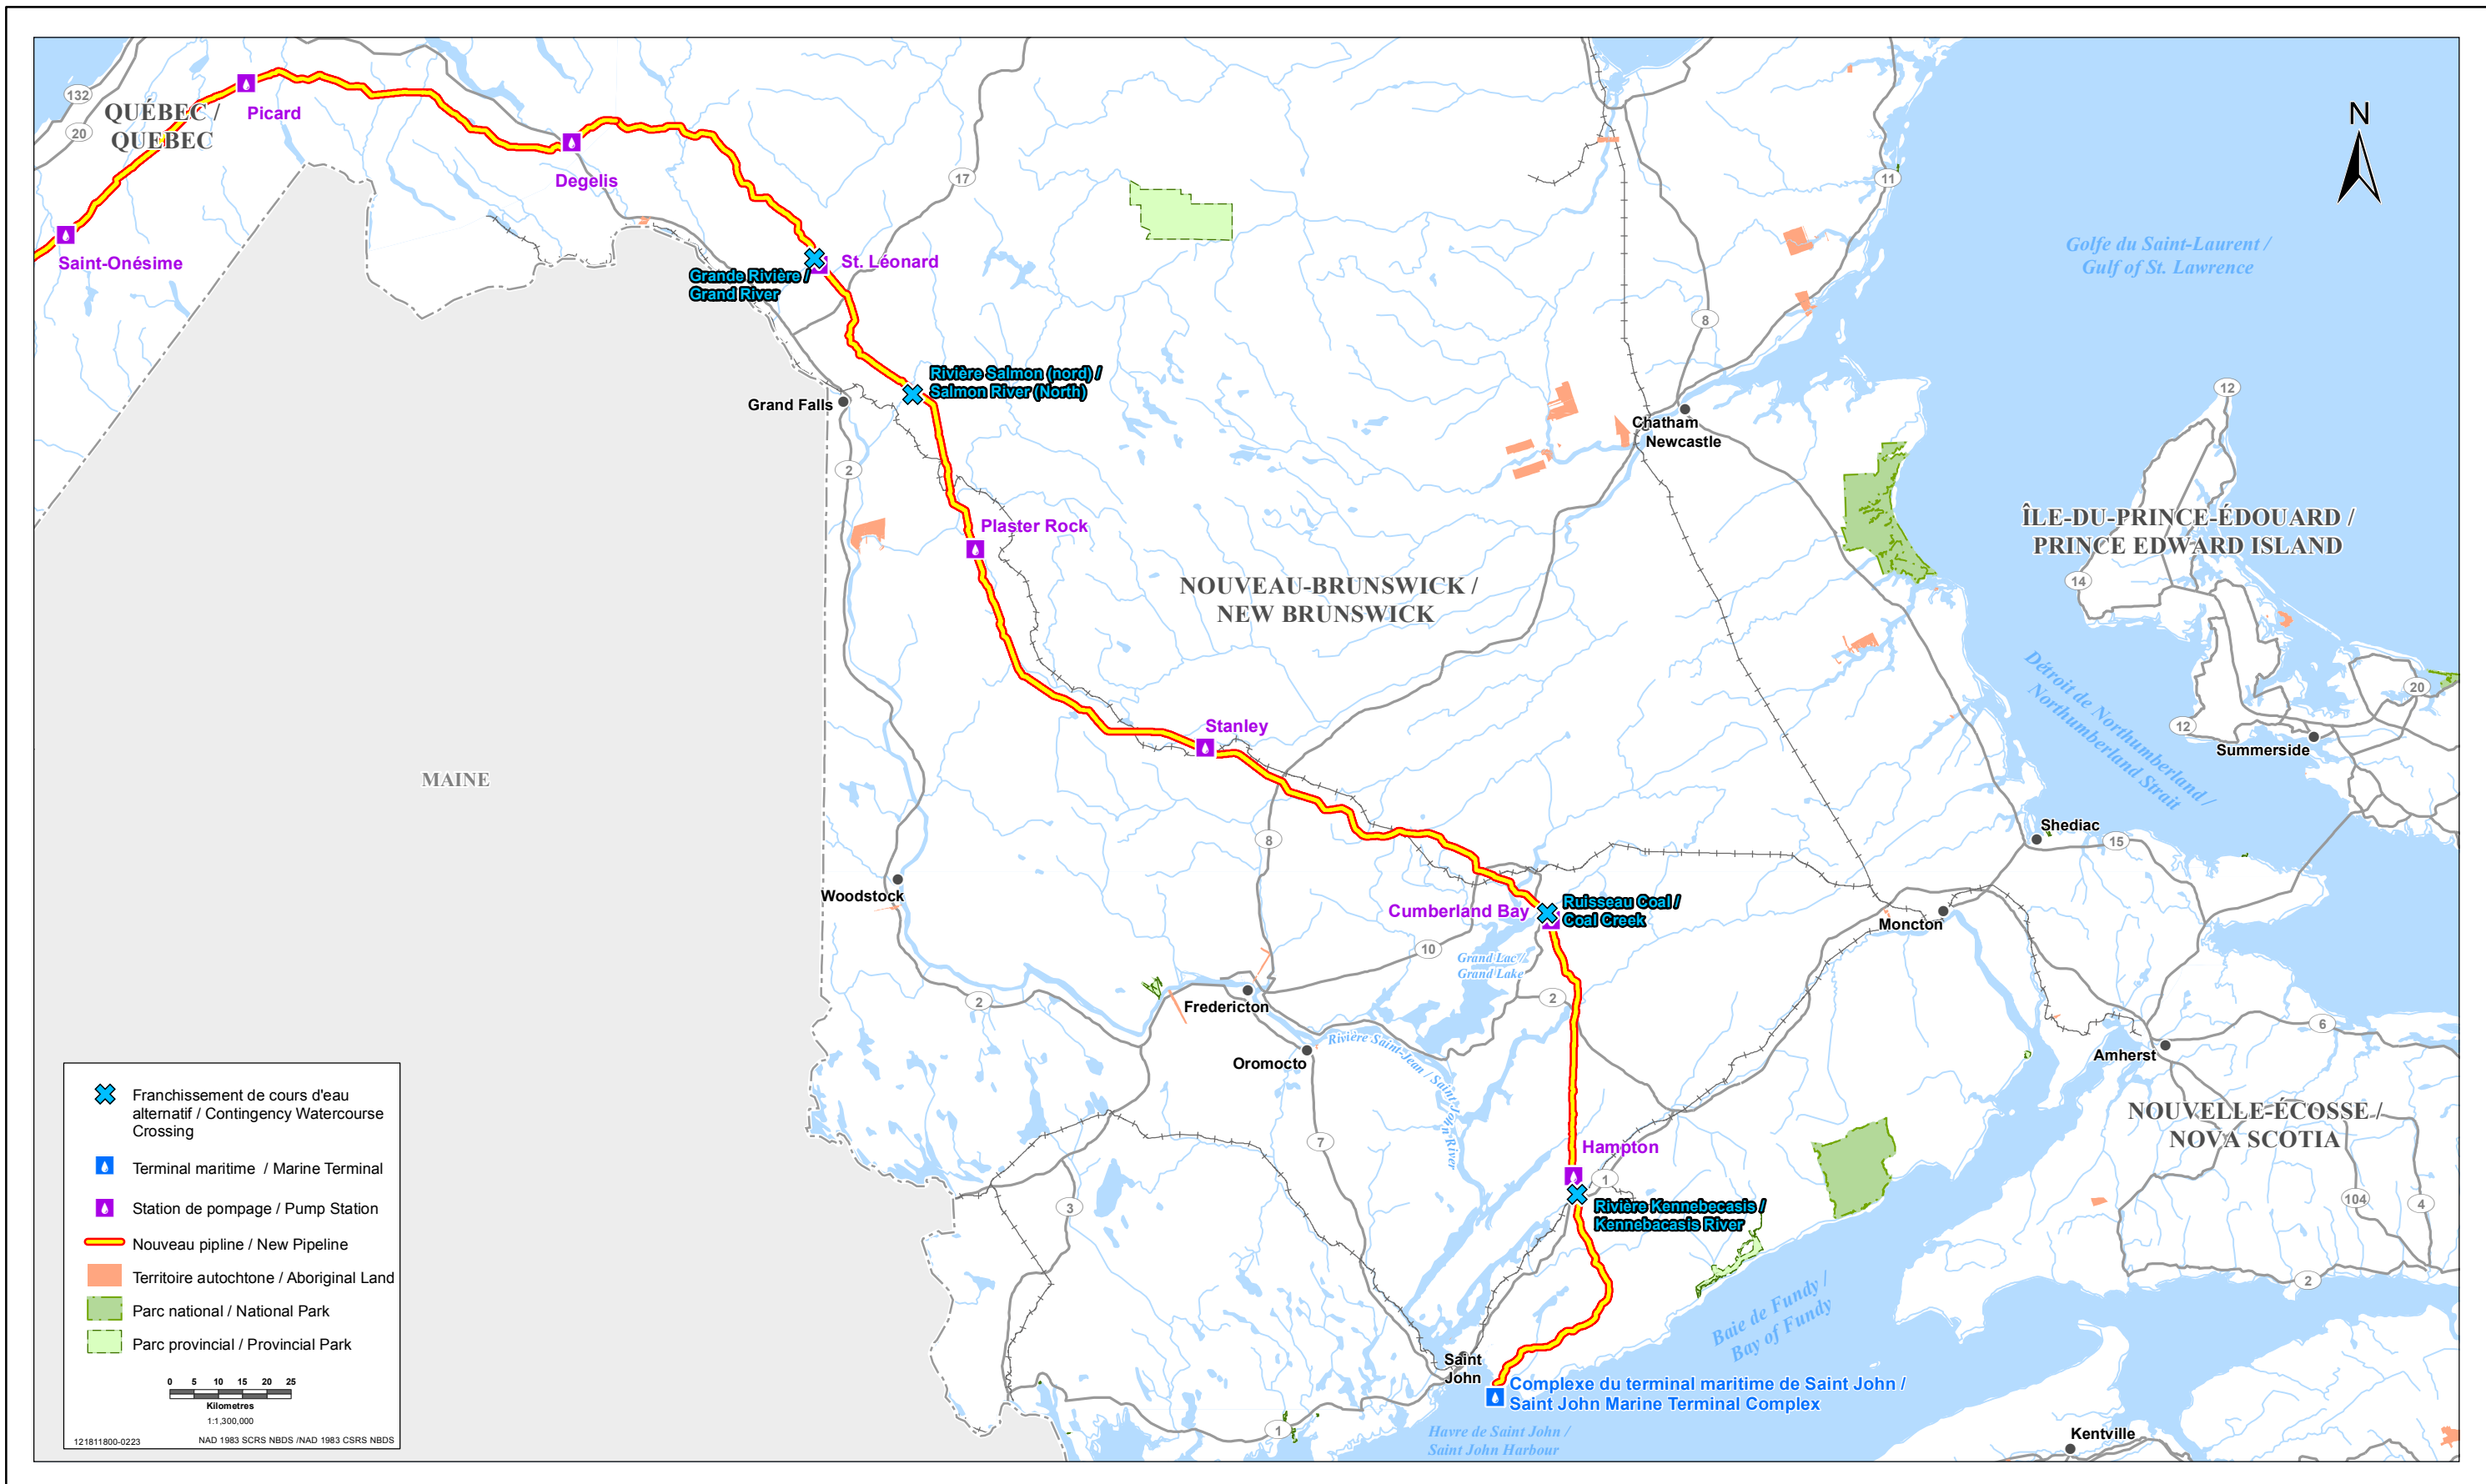 N
132
20
QUÉBEC /
QUEBEC
Picard
Degelis
Saint-Onésime
17
St. Léonard
Grande Rivière /
Grand River
11
8
Golfe du Saint-Laurent /
Gulf of St. Lawrence
Rivière Salmon (nord) /
Salmon River (North)
Grand Falls
2
Chatham
Newcastle
12
ÎLE-DU-PRINCE-ÉDOUARD /
PRINCE EDWARD ISLAND
14
Plaster Rock
NOUVEAU-BRUNSWICK /
NEW BRUNSWICK
Détroit de Northumberland /
Northumberland Strait
20
12
Summerside
Stanley
MAINE
8
Shediac
15
Woodstock
Cumberland Bay
Ruisseau Coal /
Coal Creek
Moncton
10
Grand Lac /
Grand Lake
2
2
Fredericton
Oromocto
Rivière Saint-Jean / Saint John River
6
Amherst
NOUVELLE-ÉCOSSE /
NOVA SCOTIA
7
Hampton
1
3
104
4
Rivière Kennebecasis /
Kennebacasis River
2
Baie de Fundy /
Bay of Fundy
Saint
John
Complexe du terminal maritime de Saint John /
Saint John Marine Terminal Complex
1
Havre de Saint John /
Saint John Harbour
Kentville
Franchissement de cours d'eau
alternatif / Contingency Watercourse
Crossing
Terminal maritime / Marine Terminal
Station de pompage / Pump Station
Nouveau pipline / New Pipeline
Territoire autochtone / Aboriginal Land
Parc national / National Park
Parc provincial / Provincial Park
0 5 10 15 20 25
Kilometres
1:1,300,000
121811800-0223 NAD 1983 SCRS NBDS /NAD 1983 CSRS NBDS